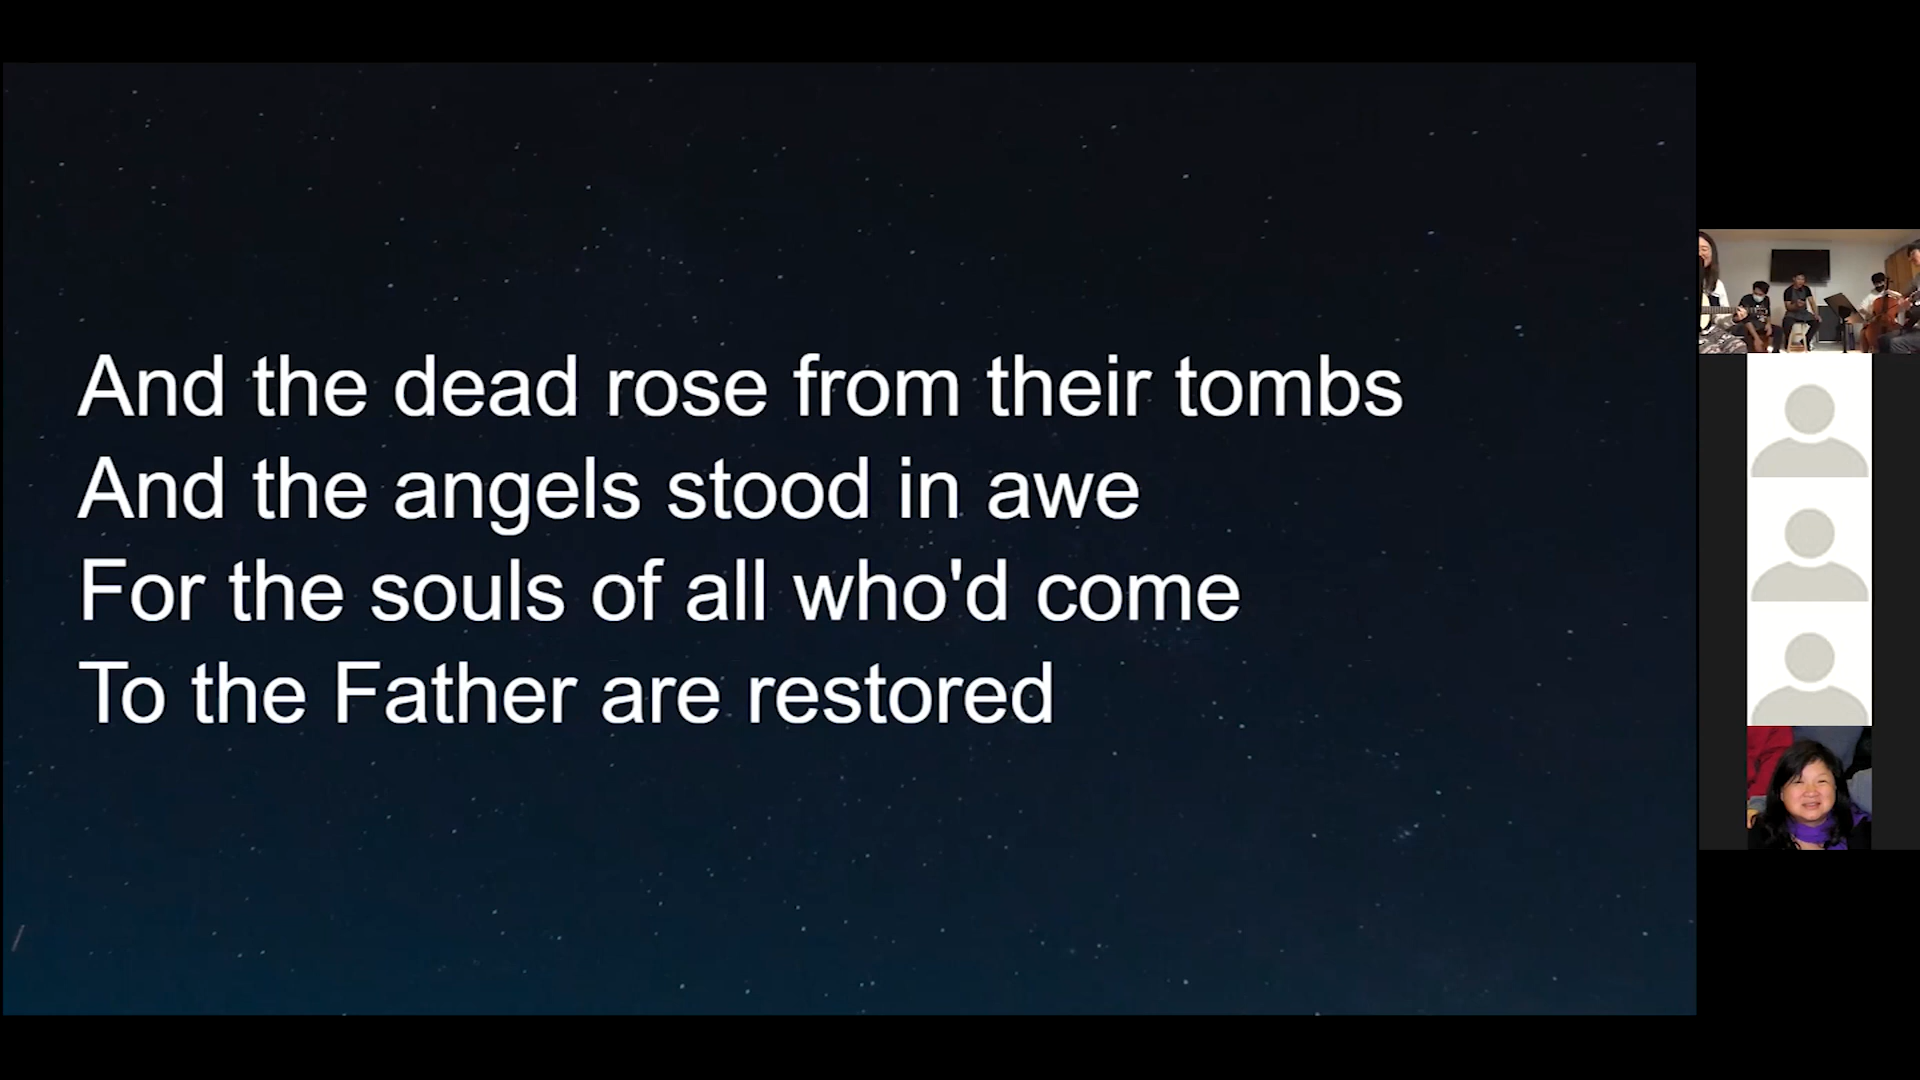 And the dead rose from their tombs
And the angels stood in awe
For the souls of all who'd come
To the Father are restored